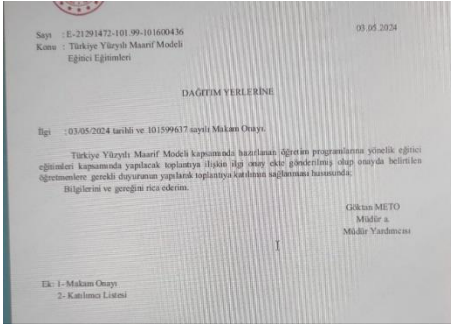 Sayı : E-21291472-101.99-101600436
03.05.2024
Konu : Türkiye Yüzyılı Maarif Modeli
Eğitici Eğitimleri
DAĞITIM YERLERİNE
İlgi : 03/05/2024 tarihli ve 101599637 sayılı Makam Onayı.
Türkiye Yüzyılı Maarif Modeli kapsamında hazırlanan öğretim programlarına yönelik eğitici
eğitimleri kapsamında yapılacak toplantıya ilişkin ilgi onay ekte gönderilmiş olup onayda belirtilen
öğretmenlere gerekli duyurunun yapılarak toplantıya katılımın sağlanması hususunda;
Bilgilerini ve gereğini rica ederim.
Göktan METO
Müdür a.
Müdür Yardımcısı
Ek: 1- Makam Onayı
2- Katılımcı Listesi